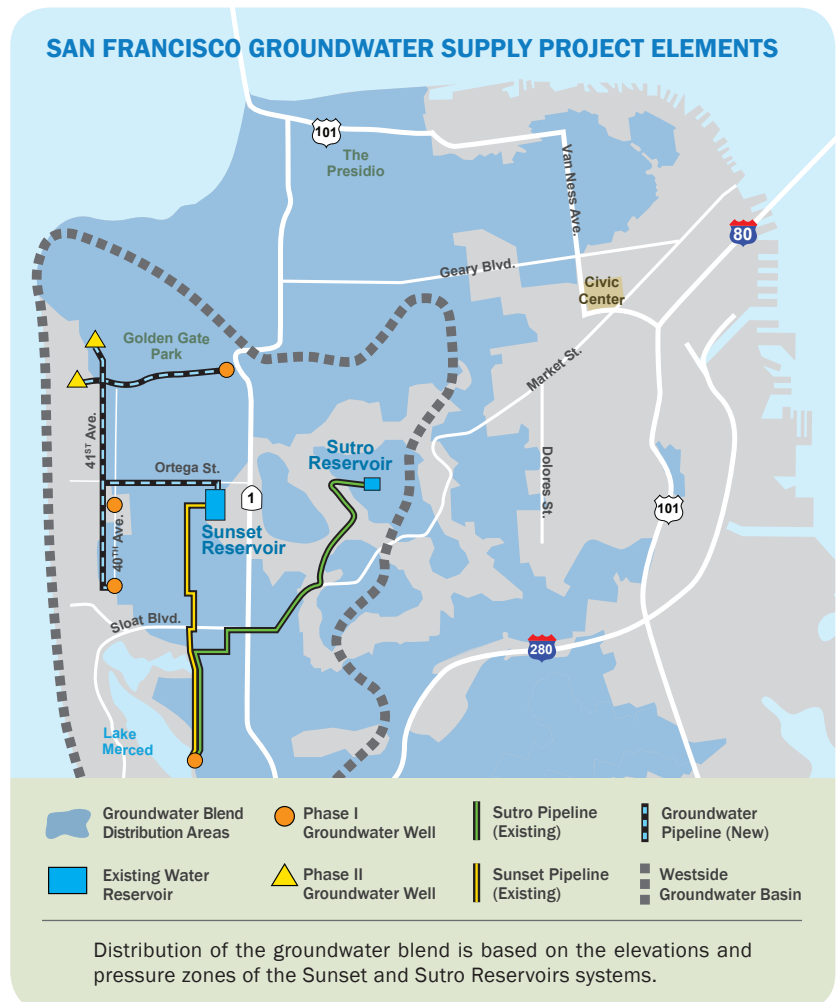 SAN FRANCISCO GROUNDWATER SUPPLY PROJECT ELEMENTS
101
The
Presidio
Van Ness Ave.
80
Geary Blvd.
Civic
Center
Golden Gate
Park
Market St.
41ST Ave.
Ortega St.
Sutro
Reservoir
Dolores St.
1
101
40TH Ave.
Sunset
Reservoir
Sloat Blvd.
280
Lake
Merced
Groundwater Blend
Distribution Areas
Phase I
Groundwater Well
Sutro Pipeline
(Existing)
Groundwater
Pipeline (New)
Existing Water
Reservoir
Phase II
Groundwater Well
Sunset Pipeline
(Existing)
Westside
Groundwater Basin
Distribution of the groundwater blend is based on the elevations and
pressure zones of the Sunset and Sutro Reservoirs systems.